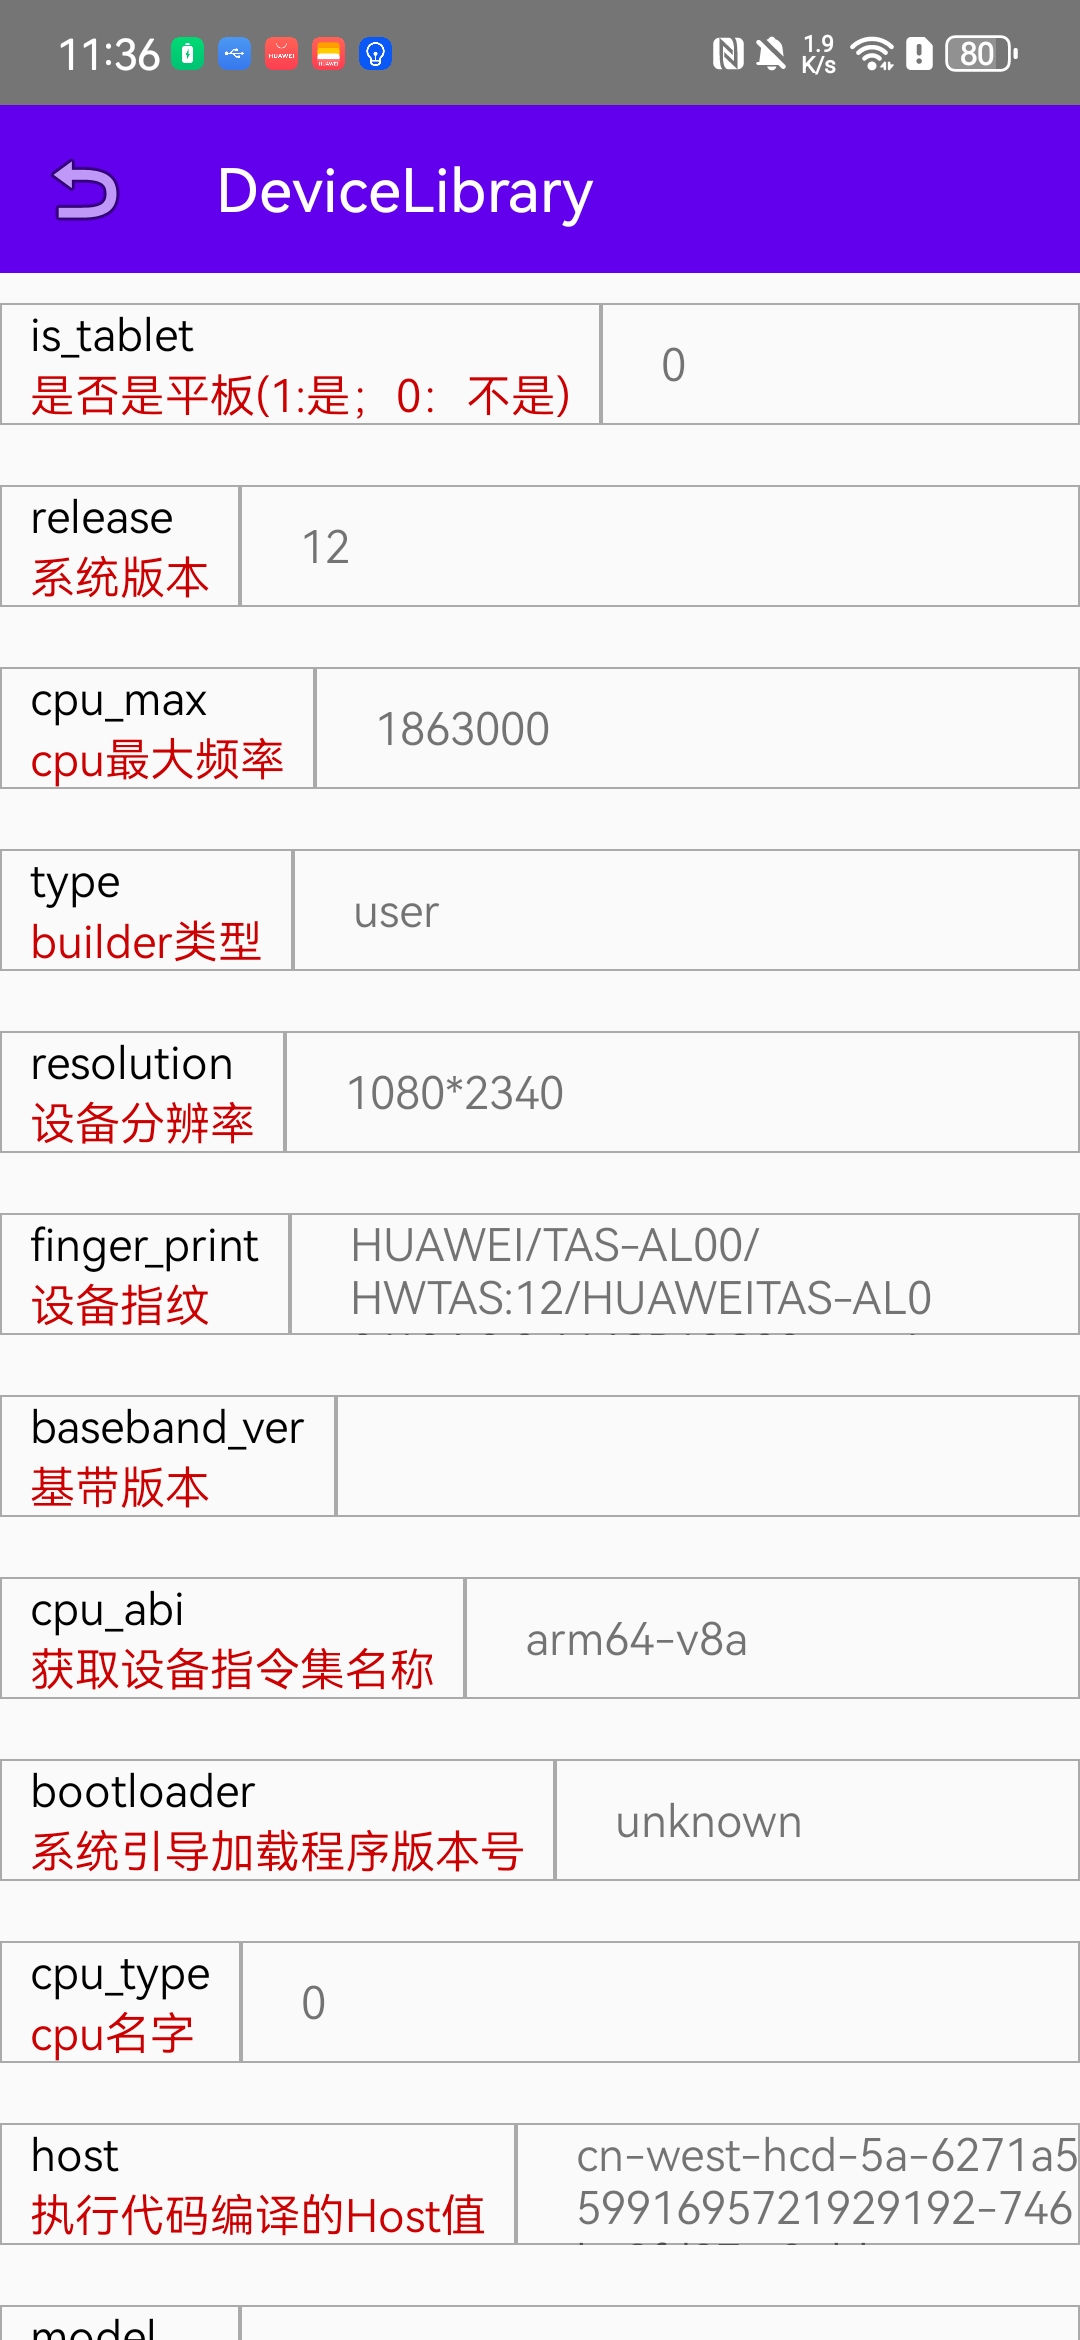 11:36
HUAWEI
HUAWEI
1.9
K/s
80
DeviceLibrary
is_tablet
是否是平板(1:是；0：不是)
0
release
系统版本
12
cpu_max
cpu最大频率
1863000
type
builder类型
user
resolution
设备分辨率
1080*2340
finger_print
设备指纹
HUAWEI/TAS-AL00/
HWTAS:12/HUAWEITAS-AL0
baseband_ver
基带版本
cpu_abi
获取设备指令集名称
arm64-v8a
bootloader
系统引导加载程序版本号
unknown
cpu_type
cpu名字
0
host
执行代码编译的Host值
cn-west-hcd-5a-6271a5
5991695721929192-746
model